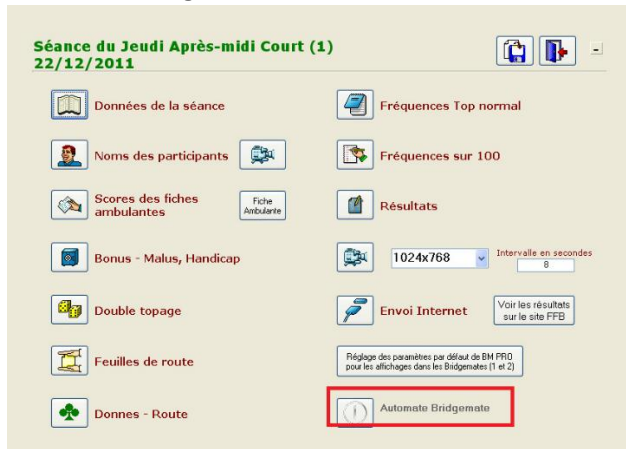 Séance du Jeudi Après-midi Court (1)
22/12/2011
Données de la séance
Fréquences Top normal
Noms des participants
Fréquences sur 100
Scores des fiches
ambulantes
Fiche
Ambulante
Résultats
Bonus - Malus, Handicap
1024x768
Intervalle en secondes
8
Double topage
Envoi Internet
Voir les résultats
sur le site FFB
Feuilles de route
Réglage des paramètres par défaut de BM PRO
pour les affichages dans les Bridgemates (1 et 2)
Donnes - Route
Automate Bridgemate